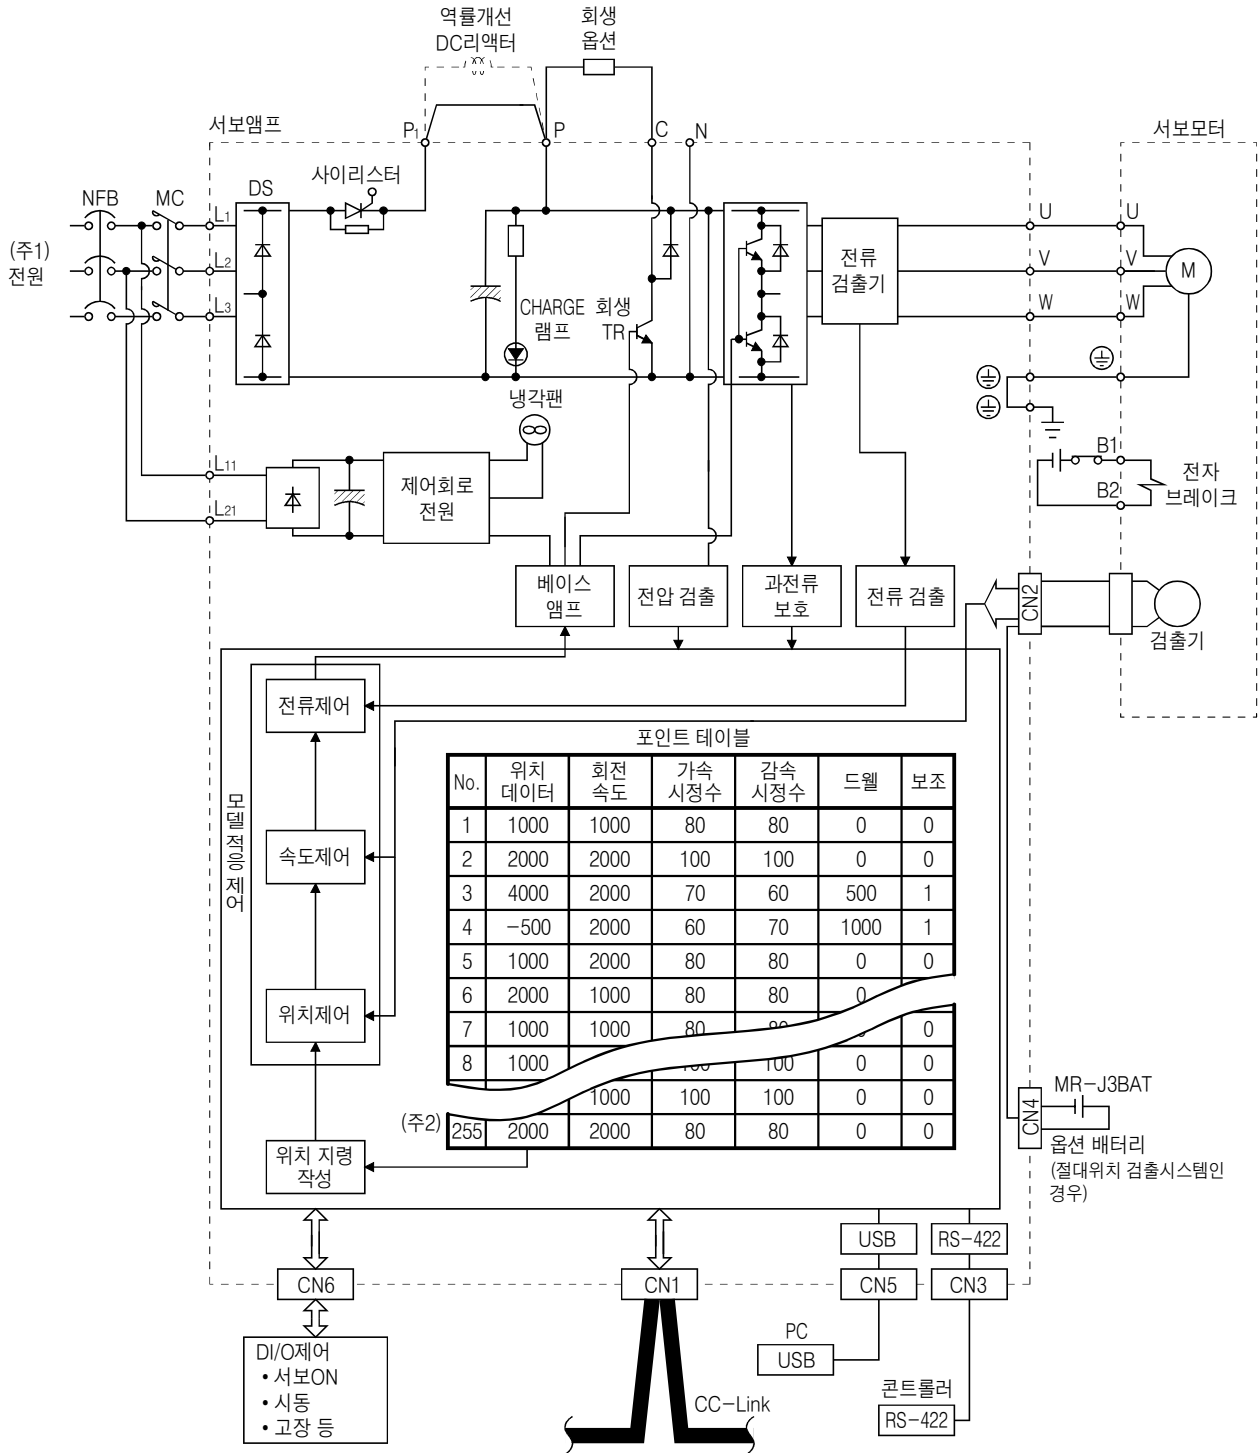 역률개선
DC리액터
회생
옵션
서보앰프
P1
P
C
N
서보모터
NFB
MC
DS
사이리스터
L1
L2
L3
(주1)
전원
CHARGE
램프
회생
TR
전류
검출기
U
V
W
U
V
W
M
냉각팬
L11
L21
제어회로
전원
B1
B2
전자
브레이크
베이스
앰프
전압 검출
과전류
보호
전류 검출
CN2
검출기
모델 적응 제어
전류제어
속도제어
위치제어
위치 지령
작성
포인트 테이블
No. 위치 데이터 회전 속도 가속 시정수 감속 시정수 드웰 보조
1 1000 1000 80 80 0 0
2 2000 2000 100 100 0 0
3 4000 2000 70 60 500 1
4 −500 2000 60 70 1000 1
5 1000 2000 80 80 0 0
6 2000 1000 80 80 0
7 1000 1000 80 80 0 0
8 1000 100 100 0 0
1000 100 100 0 0
(주2) 255 2000 2000 80 80 0 0
CN4
MR−J3BAT
옵션 배터리
(절대위치 검출시스템인
경우)
USB
RS−422
CN6
CN1
CN5
CN3
DI/O제어
• 서보ON
• 시동
• 고장 등
PC
USB
CC−Link
콘트롤러
RS−422